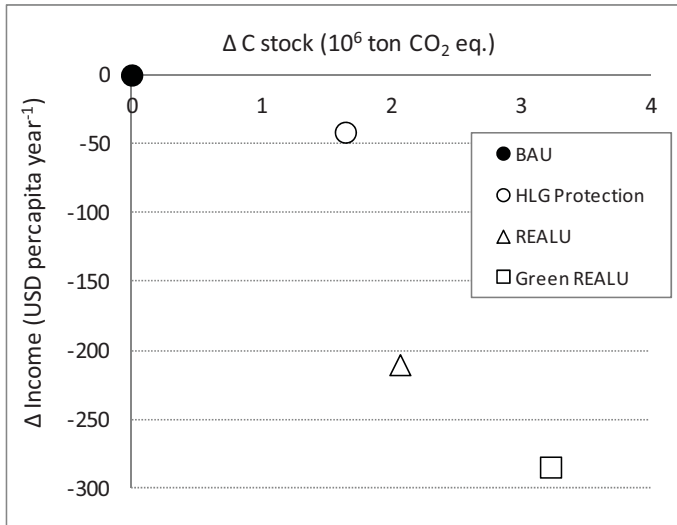 Δ C stock (10⁶ ton CO₂ eq.)
0
0 1 2 3 4
-50
-100
-150
-200
-250
-300
Δ Income (USD percapita year⁻¹)
BAU
HLG Protection
REALU
Green REALU